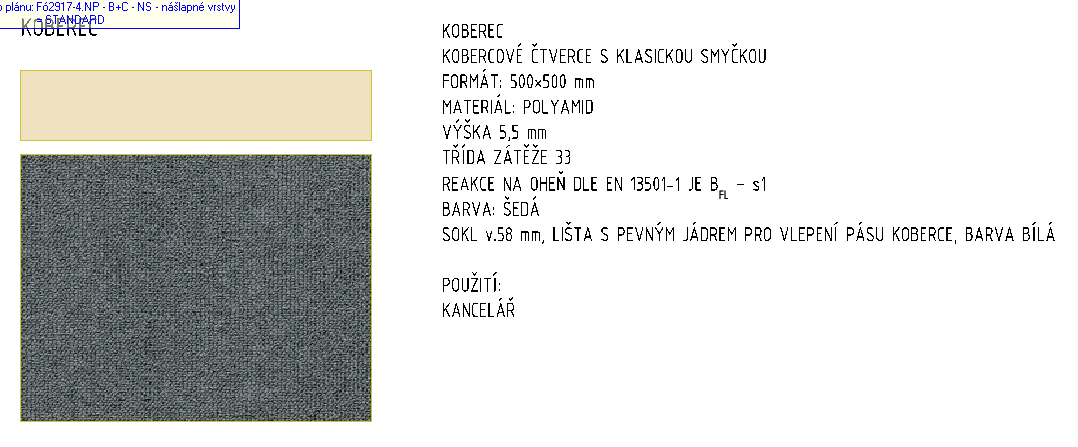 o plánu: F62917-4.NP - B+C - NS - nášlapné vrstvy
- STANDARD
KOBEREC
KOBEREC
KOBERCOVÉ ČTVERCE S KLASICKOU SMYČKOU
FORMÁT: 500×500 mm
MATERIÁL: POLYAMID
VÝŠKA 5,5 mm
TŘÍDA ZÁTĚŽE 33
REAKCE NA OHEŇ DLE EN 13501-1 JE BFL - s1
BARVA: ŠEDÁ
SOKL v.58 mm, LIŠTA S PEVNÝM JÁDREM PRO VLEPENÍ PÁSU KOBERCE, BARVA BÍLÁ
POUŽITÍ:
KANCELÁŘ